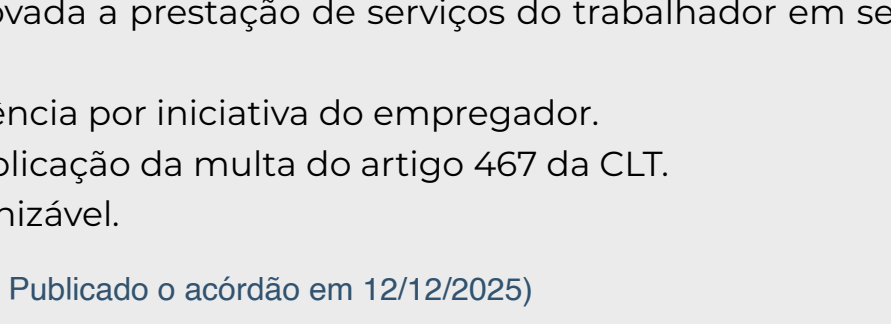 ovada a prestação de serviços do trabalhador em se
ência por iniciativa do empregador.
plicação da multa do artigo 467 da CLT.
nizável.
Publicado o acórdão em 12/12/2025)